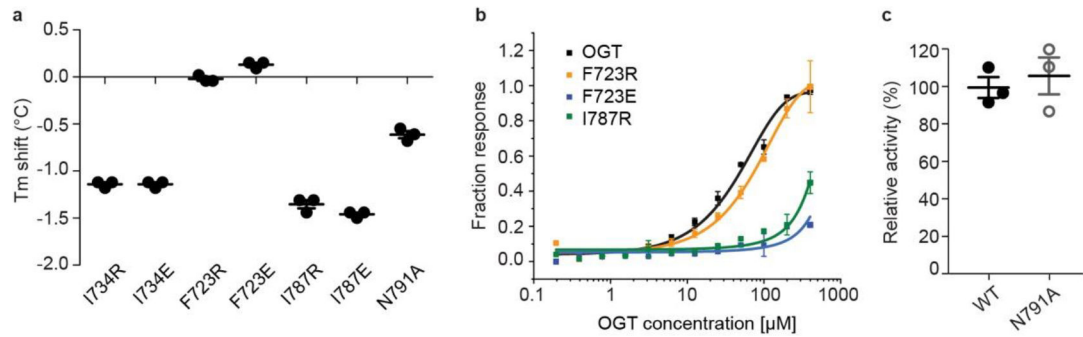 a
Tm shift (°C)
0.5
0.0
-0.5
-1.0
-1.5
-2.0
I734R
I734E
F723R
F723E
I787R
I787E
N791A
b
Fraction response
1.2
1.0
0.8
0.6
0.4
0.2
0.0
OGT
F723R
F723E
I787R
0.1
1
10
100
1000
OGT concentration [µM]
c
Relative activity (%)
120
100
80
60
40
20
0
WT
N791A